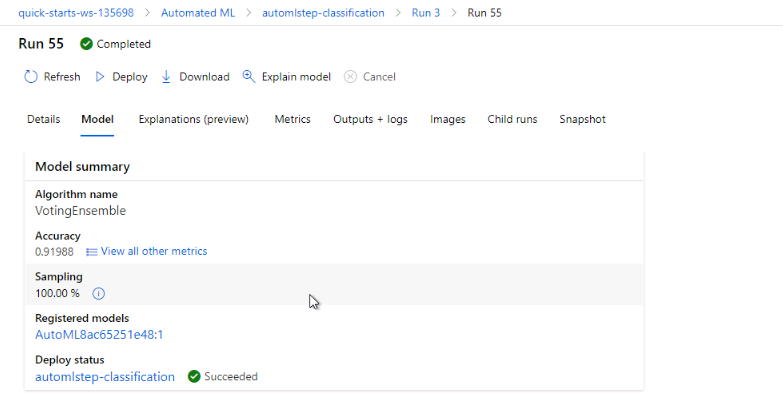 quick-starts-ws-135698 > Automated ML > automlstep-classification > Run 3 > Run 55
Run 55 Completed
Refresh Deploy Download Explain model Cancel
Details Model Explanations (preview) Metrics Outputs + logs Images Child runs Snapshot
Model summary
Algorithm name
VotingEnsemble
Accuracy
0.91988 View all other metrics
Sampling
100.00 %
Registered models
AutoML8ac65251e48:1
Deploy status
automlstep-classification Succeeded